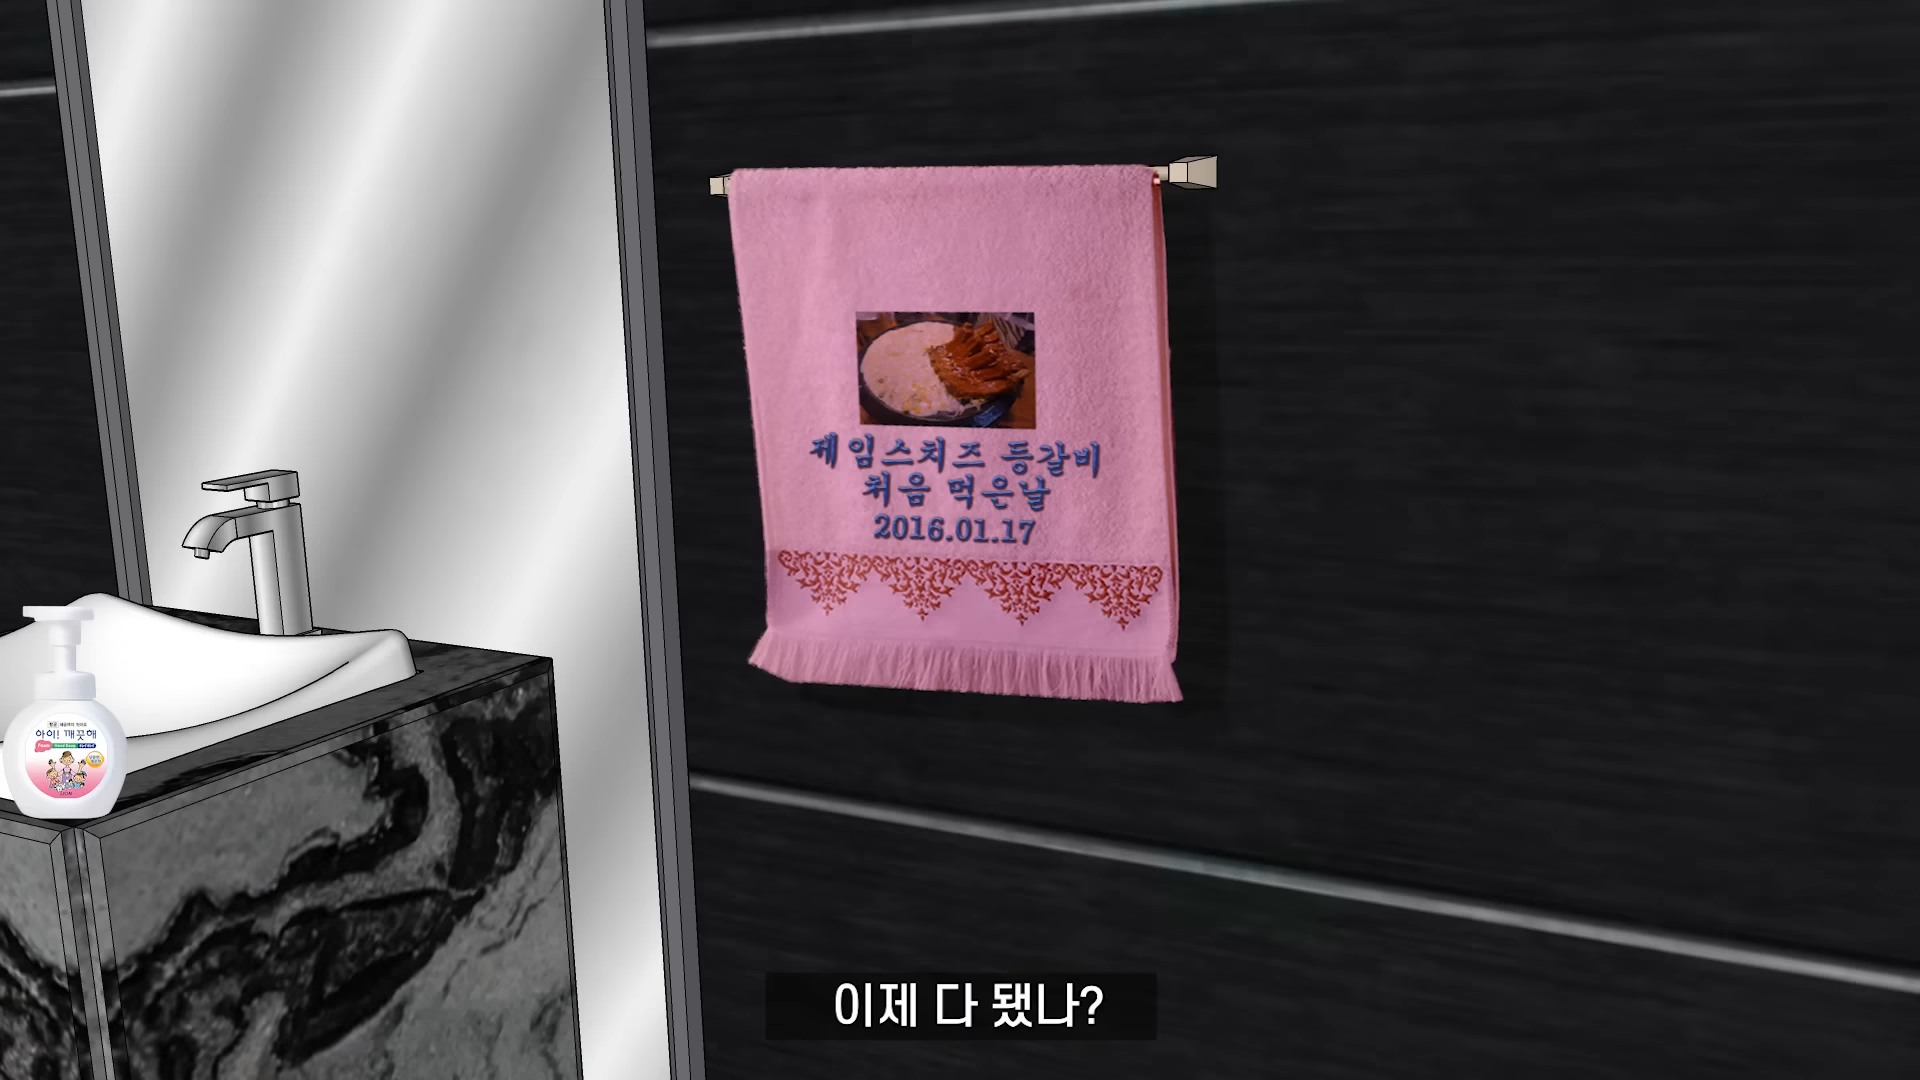 제임스치즈 등갈비
처음 먹은날
2016.01.17
아이! 깨끗해
이제 다 됐나?